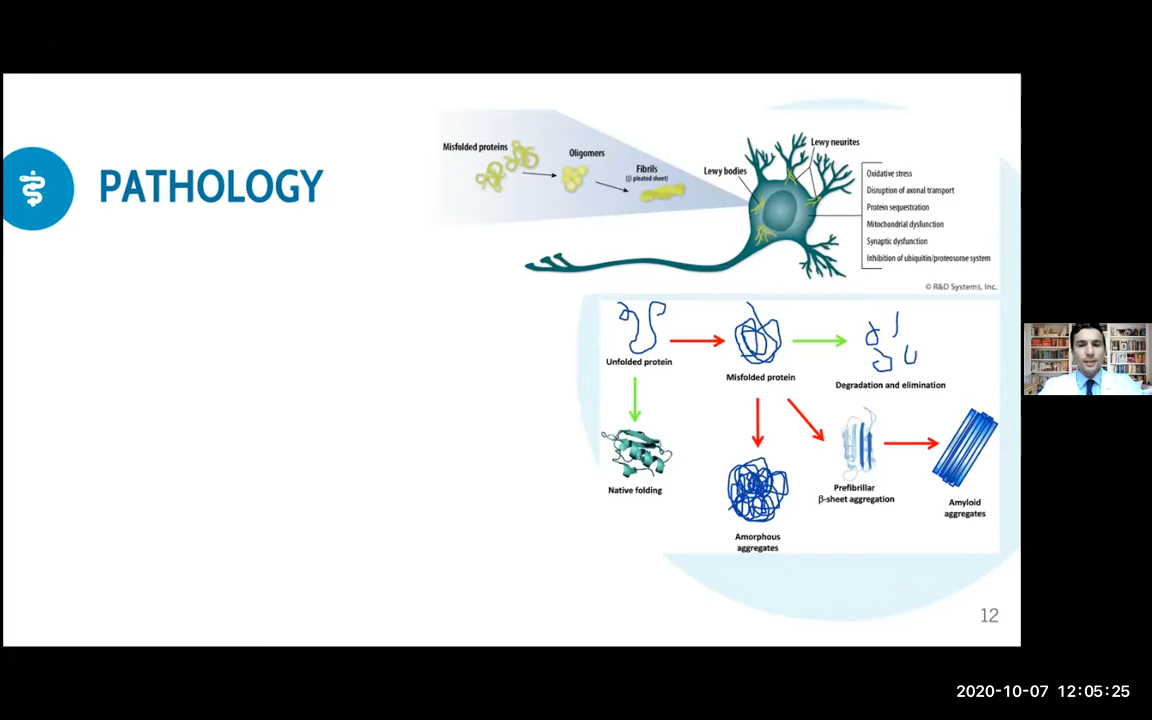 PATHOLOGY
Misfolded proteins
Oligomers
Fibrils
(β pleated sheet)
Lewy bodies
Lewy neurites
Oxidative stress
Disruption of axonal transport
Protein sequestration
Mitochondrial dysfunction
Synaptic dysfunction
Inhibition of ubiquitin/proteosome system
© R&D Systems, Inc.
Unfolded protein
Misfolded protein
Degradation and elimination
Native folding
Prefibrillar
β-sheet aggregation
Amyloid
aggregates
Amorphous
aggregates
12
2020-10-07 12:05:25